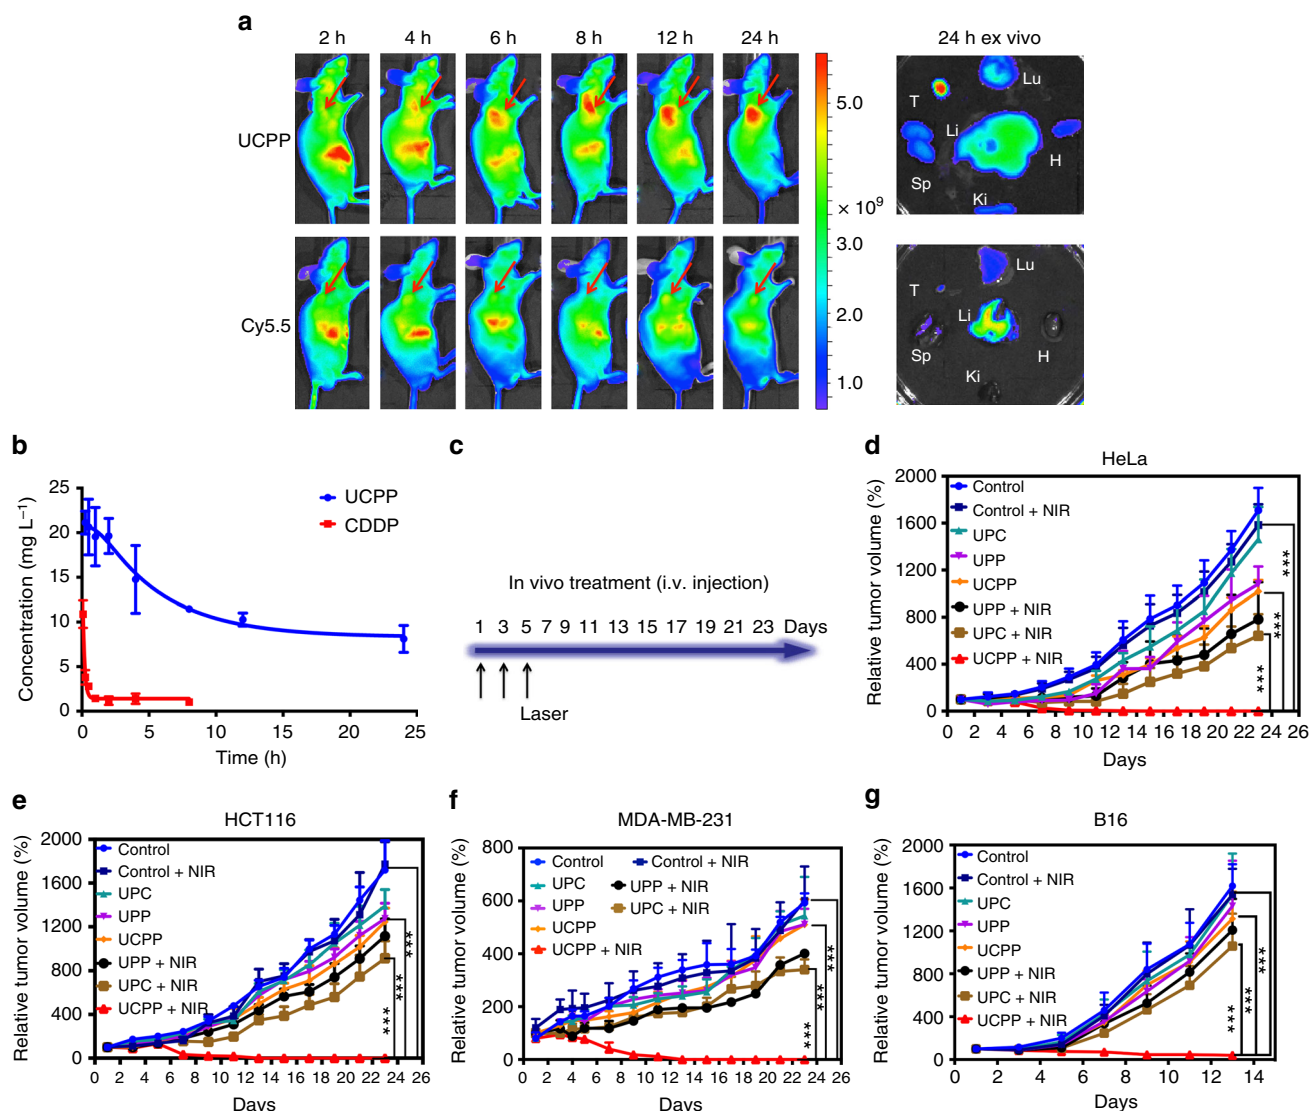 a
2 h 4 h 6 h 8 h 12 h 24 h 24 h ex vivo
UCPP
5.0
× 10⁹
3.0
2.0
1.0
T Lu Li H Sp Ki
Cy5.5
Lu T Li Sp H Ki
b
Concentration (mg L⁻¹)
25
20
15
10
5
0
UCPP
CDDP
0 5 10 15 20 25
Time (h)
c
In vivo treatment (i.v. injection)
1 3 5 7 9 11 13 15 17 19 21 23 Days
Laser
d
HeLa
Relative tumor volume (%)
2000
1600
1200
800
400
0
Control
Control + NIR
UPC
UPP
UCPP
UPP + NIR
UPC + NIR
UCPP + NIR
***
***
***
0 2 4 6 8 10 12 14 16 18 20 22 24 26
Days
e
HCT116
Relative tumor volume (%)
2000
1600
1200
800
400
0
Control
Control + NIR
UPC
UPP
UCPP
UPP + NIR
UPC + NIR
UCPP + NIR
***
***
***
0 2 4 6 8 10 12 14 16 18 20 22 24 26
Days
f
MDA-MB-231
Relative tumor volume (%)
800
600
400
200
0
Control Control + NIR
UPC UPP + NIR
UPP UPC + NIR
UCPP
UCPP + NIR
***
***
***
0 2 4 6 8 10 12 14 16 18 20 22 24 26
Days
g
B16
Relative tumor volume (%)
2000
1600
1200
800
400
0
Control
Control + NIR
UPC
UPP
UCPP
UPP + NIR
UPC + NIR
UCPP + NIR
***
***
***
0 2 4 6 8 10 12 14
Days